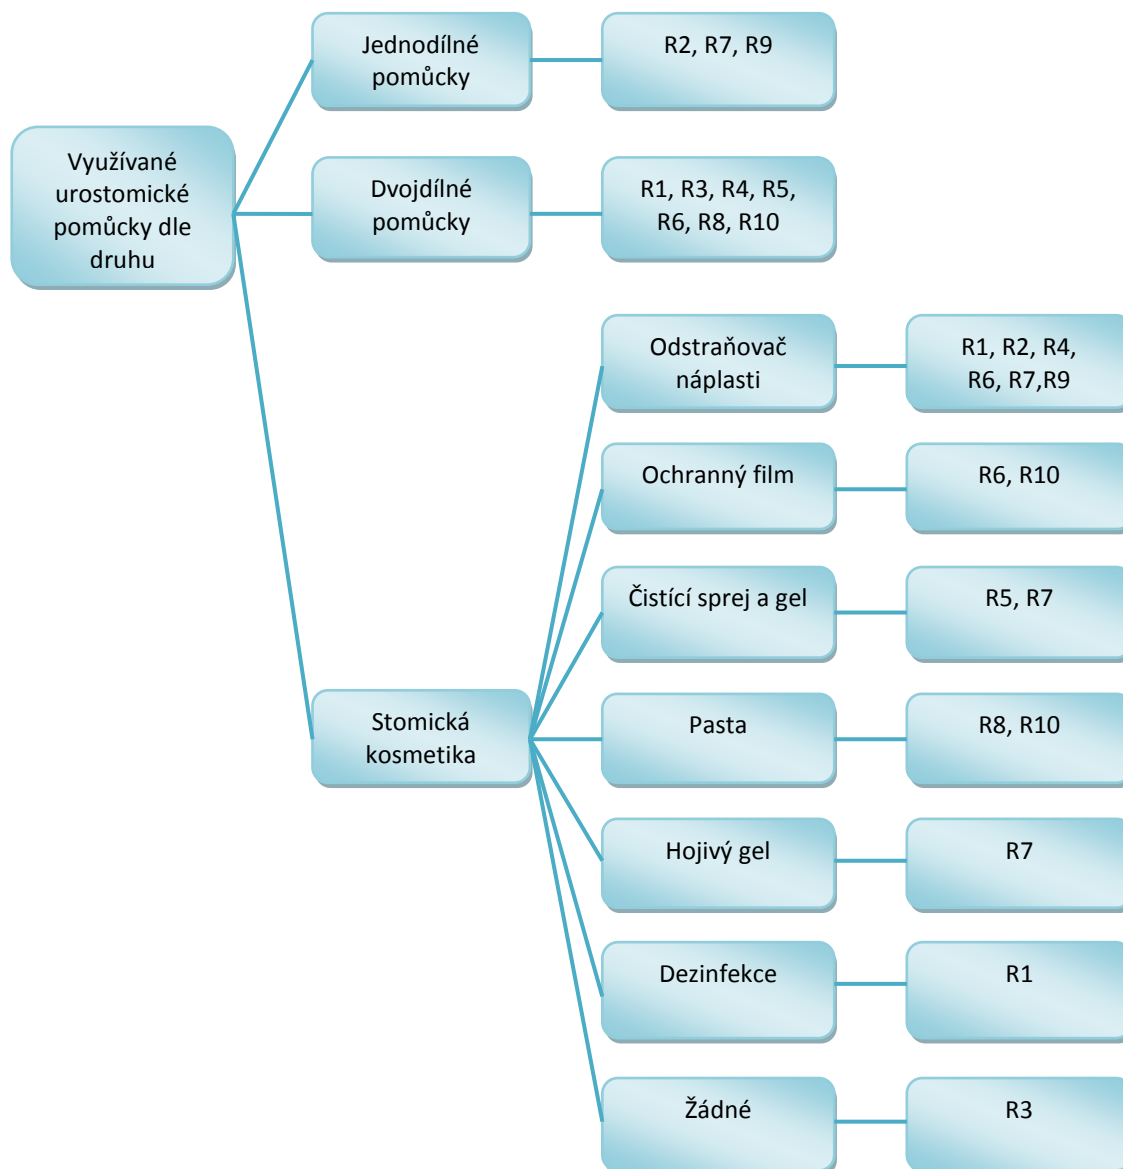 Jednodílné
pomůcky
R2, R7, R9
Využívané
urostomické
pomůcky dle
druhu
Dvojdílné
pomůcky
R1, R3, R4, R5,
R6, R8, R10
Odstraňovač
náplasti
R1, R2, R4,
R6, R7,R9
Ochranný film
R6, R10
Čistící sprej a gel
R5, R7
Stomická
kosmetika
Pasta
R8, R10
Hojivý gel
R7
Dezinfekce
R1
Žádné
R3